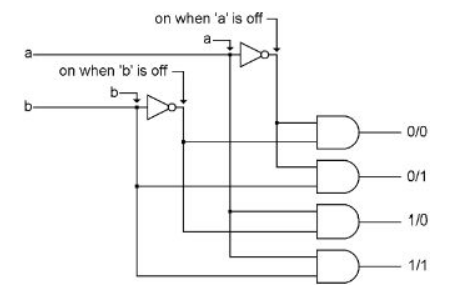 on when 'a' is off
a
a
on when 'b' is off
b
b
0/0
0/1
1/0
1/1